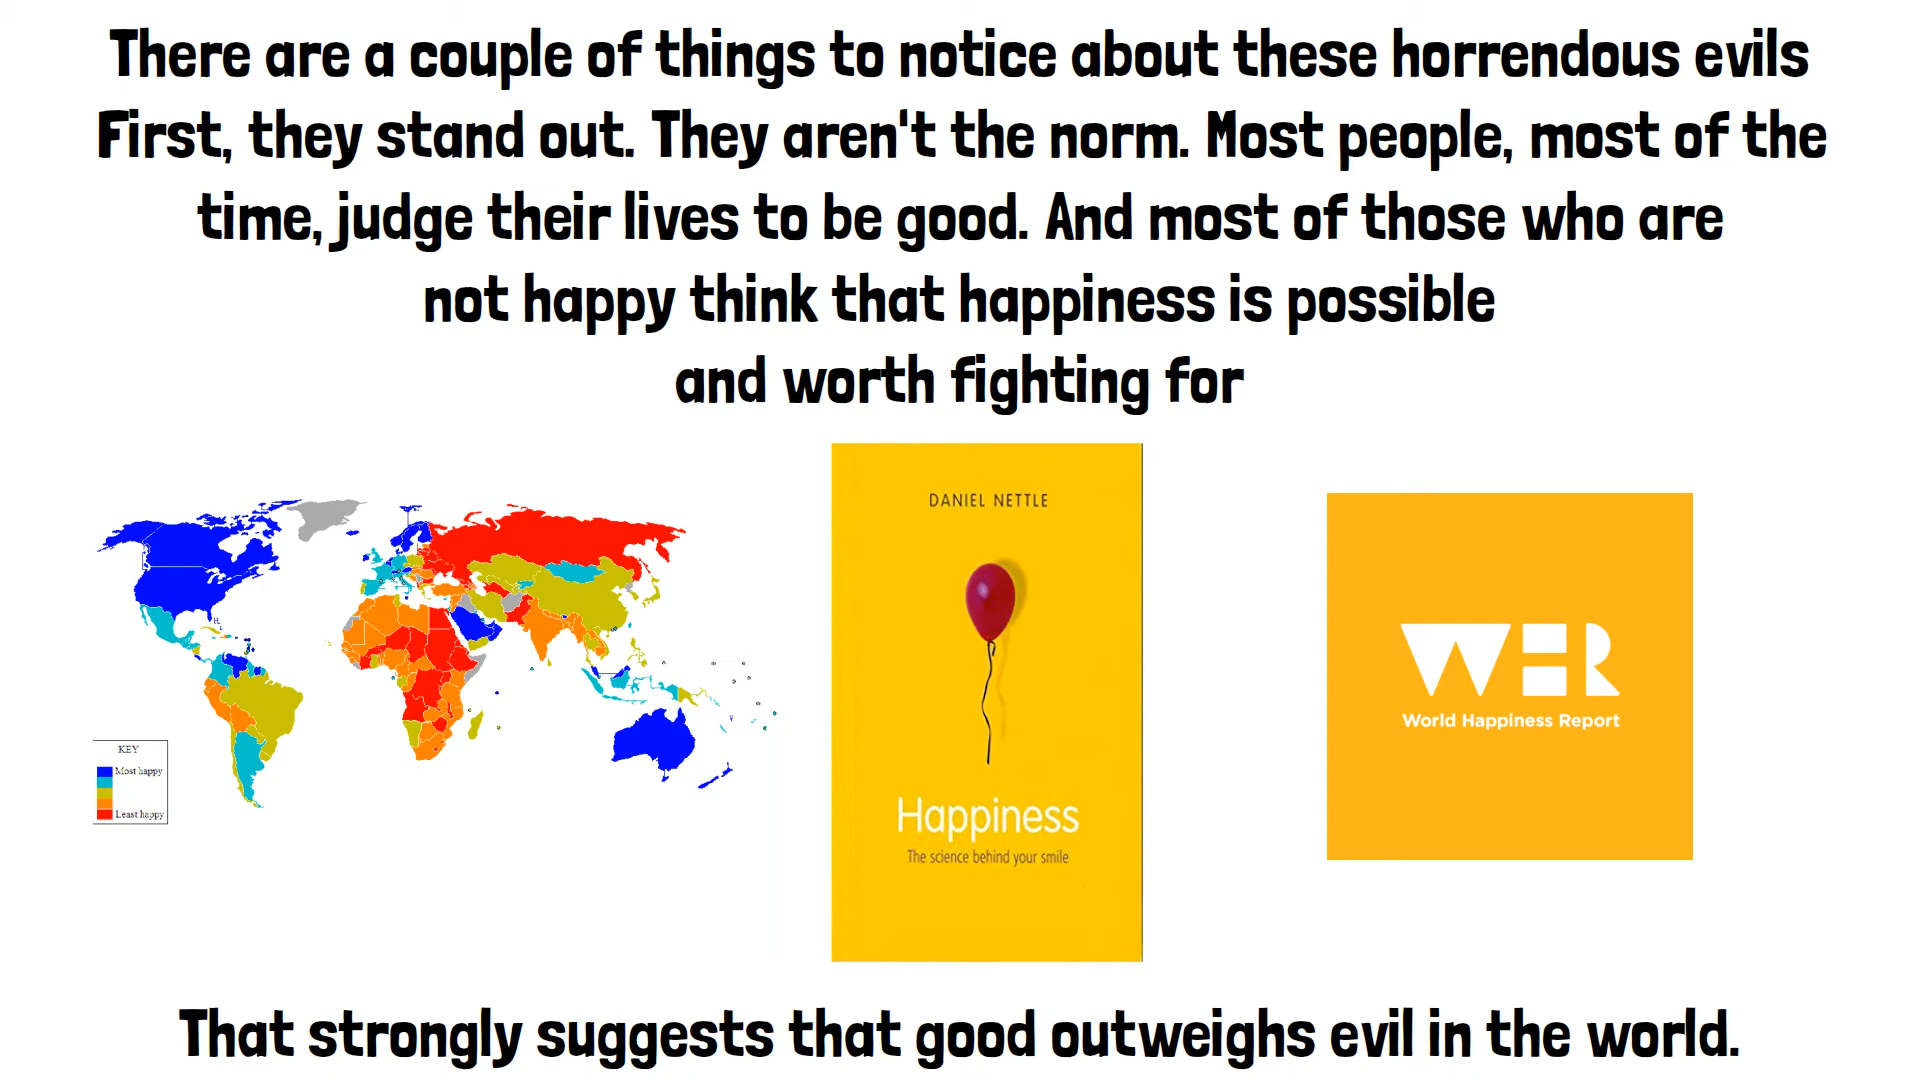 There are a couple of things to notice about these horrendous evils
First, they stand out. They aren't the norm. Most people, most of the
time, judge their lives to be good. And most of those who are
not happy think that happiness is possible
and worth fighting for
KEY
Most happy
Least happy
DANIEL NETTLE
Happiness
The science behind your smile
WHR
World Happiness Report
That strongly suggests that good outweighs evil in the world.